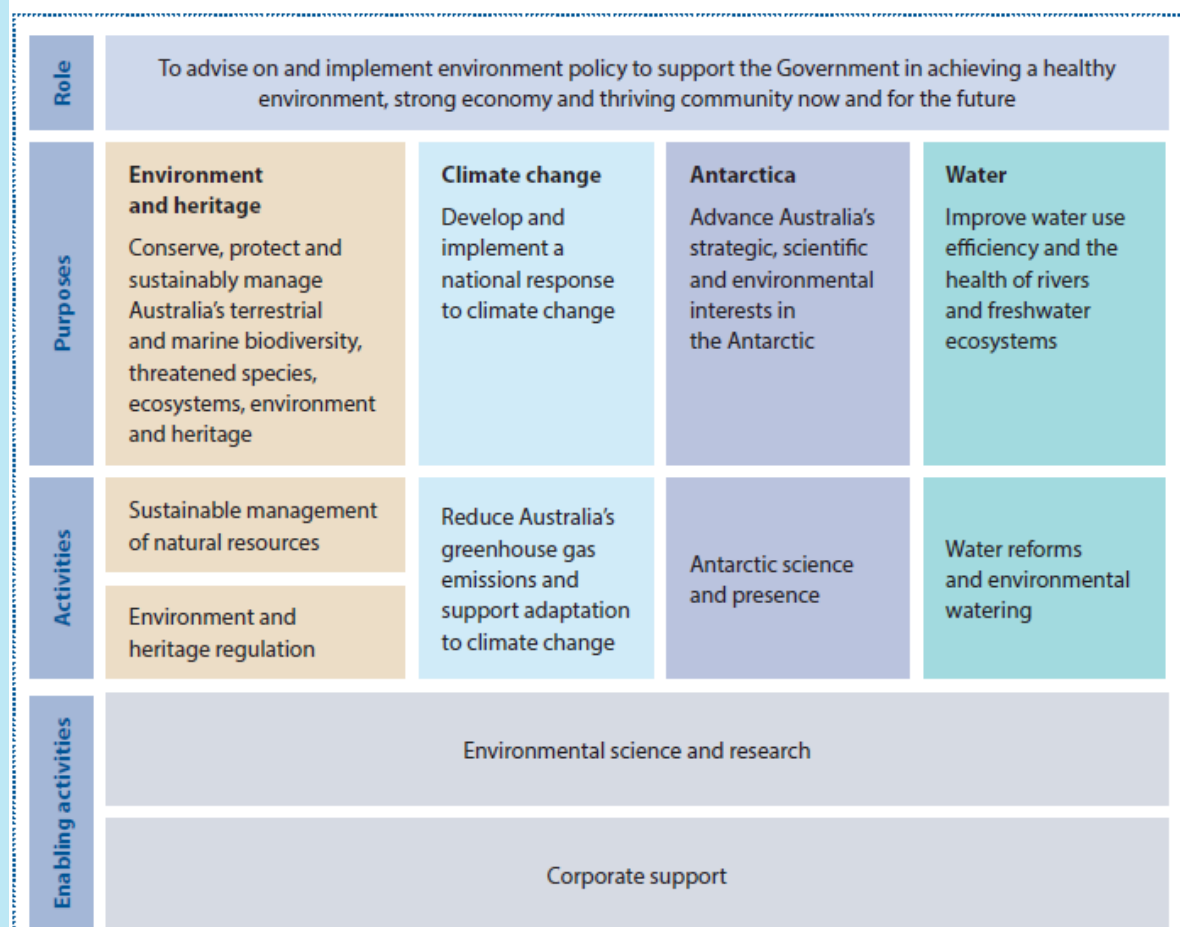 Role
To advise on and implement environment policy to support the Government in achieving a healthy
environment, strong economy and thriving community now and for the future
Purposes
Environment
and heritage
Conserve, protect and
sustainably manage
Australia’s terrestrial
and marine biodiversity,
threatened species,
ecosystems, environment
and heritage
Climate change
Develop and
implement a
national response
to climate change
Antarctica
Advance Australia’s
strategic, scientific
and environmental
interests in
the Antarctic
Water
Improve water use
efficiency and the
health of rivers
and freshwater
ecosystems
Activities
Sustainable management
of natural resources
Environment and
heritage regulation
Reduce Australia’s
greenhouse gas
emissions and
support adaptation
to climate change
Antarctic science
and presence
Water reforms
and environmental
watering
Enabling activities
Environmental science and research
Corporate support